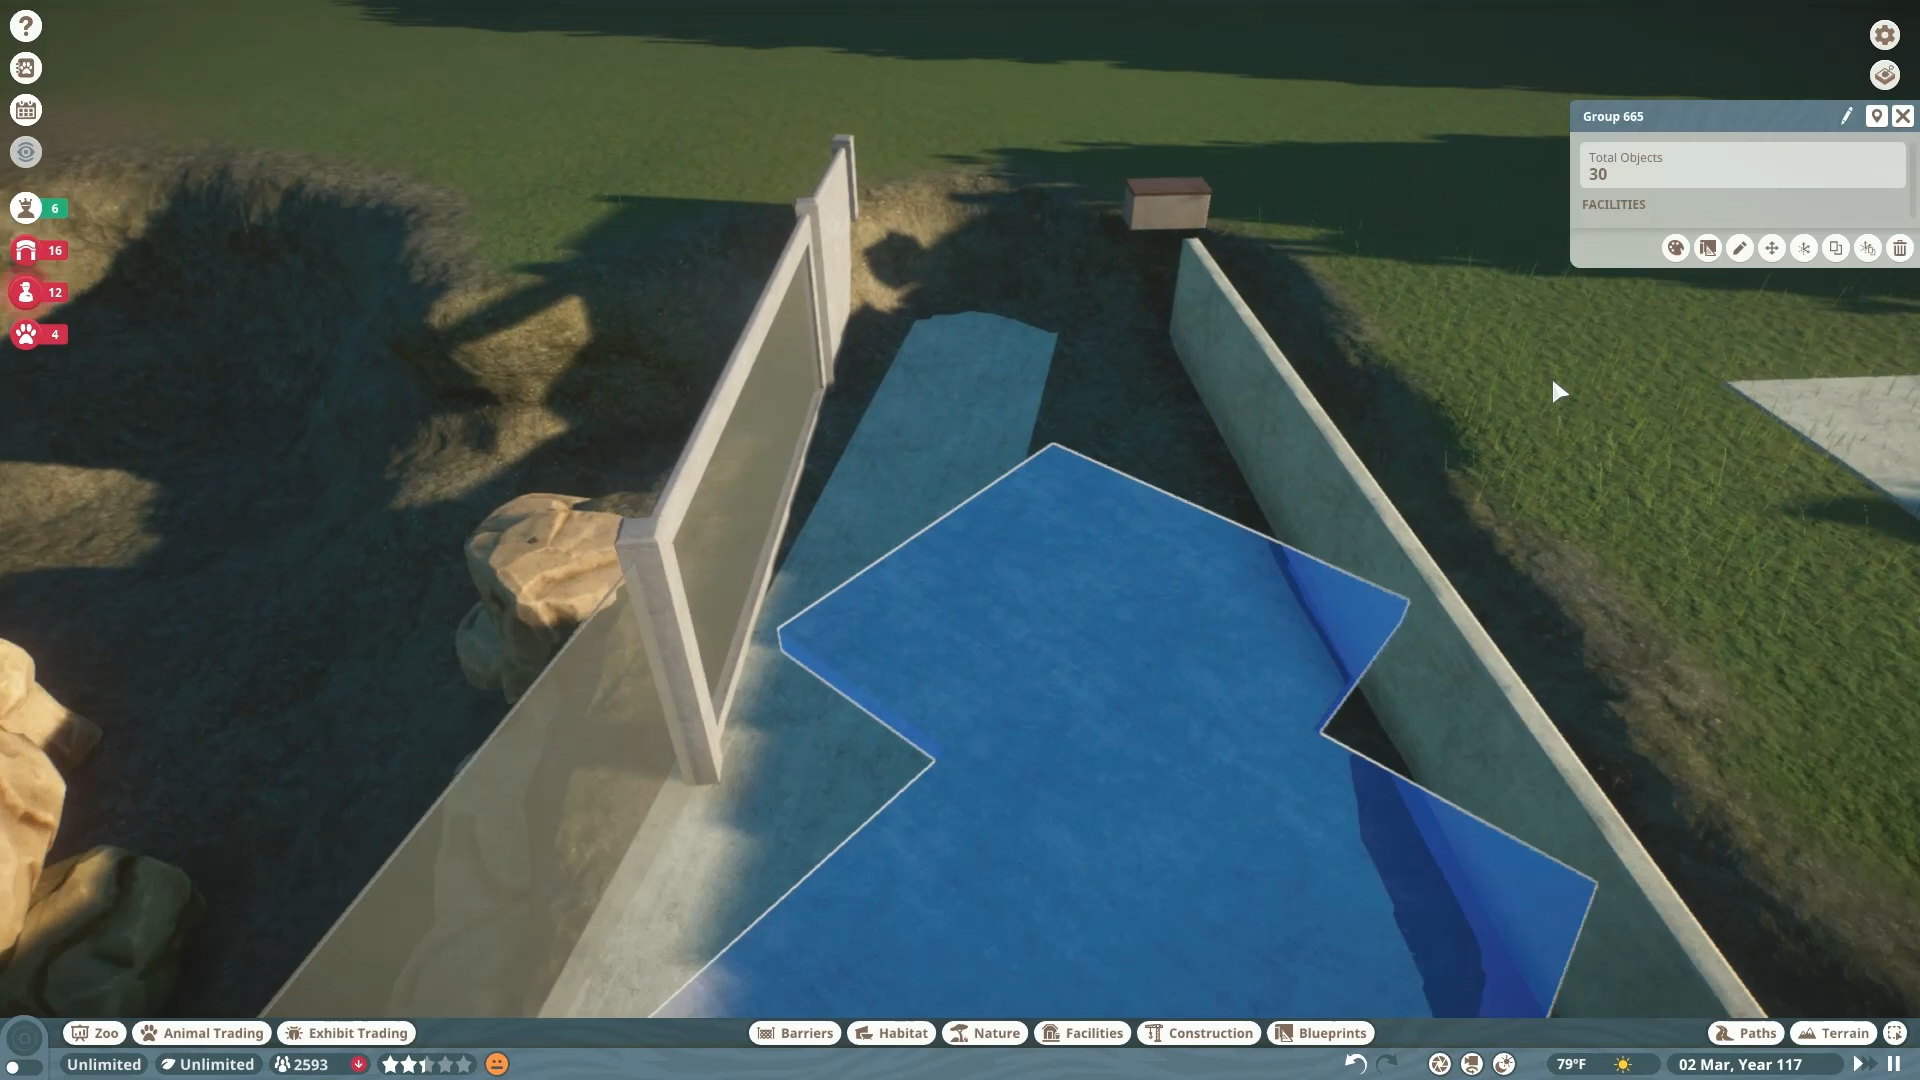 ?
6
16
12
4
Group 665
Total Objects
30
FACILITIES
Zoo
Animal Trading
Exhibit Trading
Barriers
Habitat
Nature
Facilities
Construction
Blueprints
Paths
Terrain
Unlimited
Unlimited
2593
79°F
02 Mar, Year 117